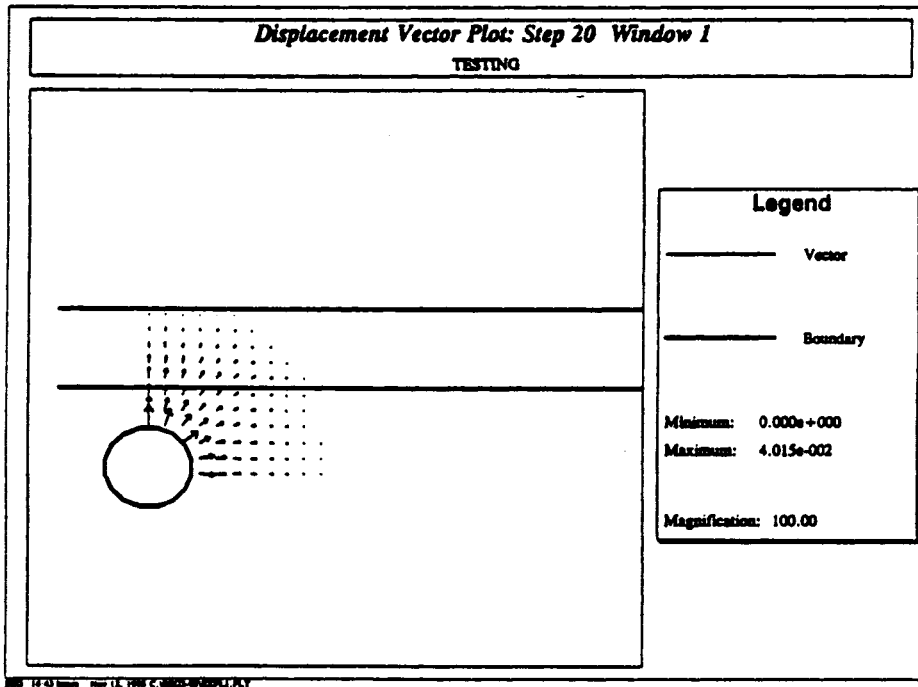 Displacement Vector Plot: Step 20 Window 1
TESTING
Legend
Vector
Boundary
Minimum: 0.000e+000
Maximum: 4.015e-002
Magnification: 100.00